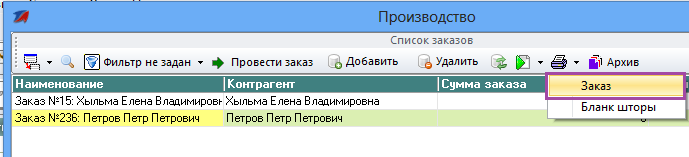 Производство
Список заказов
Фильтр не задан Провести заказ Добавить Удалить Архив
Наименование Контрагент Сумма заказа
Заказ
Заказ №15: Хыльма Елена Владимировн Хыльма Елена Владимировна
Бланк шторы
Заказ №236: Петров Петр Петрович Петров Петр Петрович